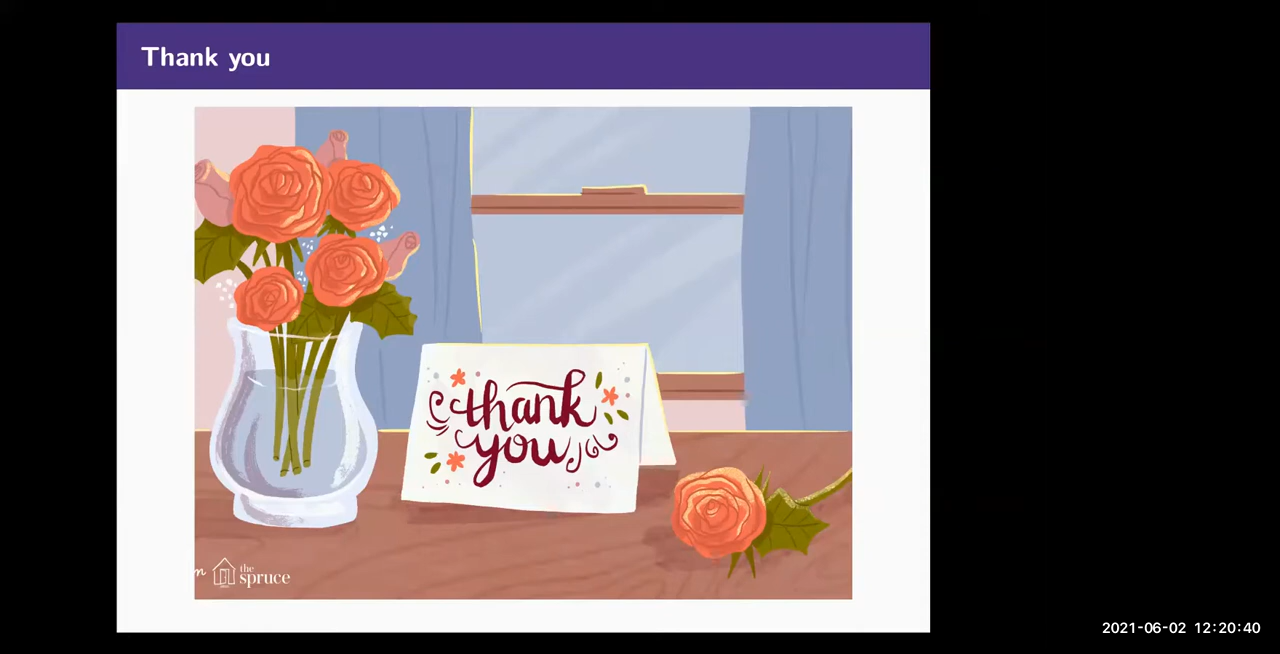 Thank you
thank
you
n
the
spruce
2021-06-02 12:20:40